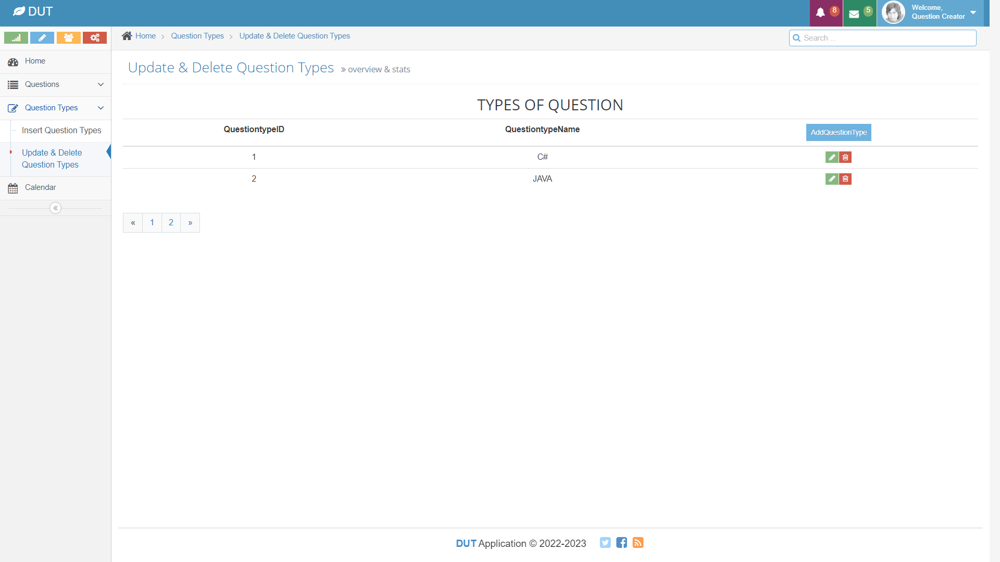 DUT
8
5
Welcome,
Question Creator
Home
Question Types
Update & Delete Question Types
Search ...
Home
Questions
Question Types
Insert Question Types
Update & Delete
Question Types
Calendar
«
Update & Delete Question Types » overview & stats
TYPES OF QUESTION
QuestiontypeID QuestiontypeName AddQuestionType
1 C#
2 JAVA
« 1 2 »
DUT Application © 2022-2023